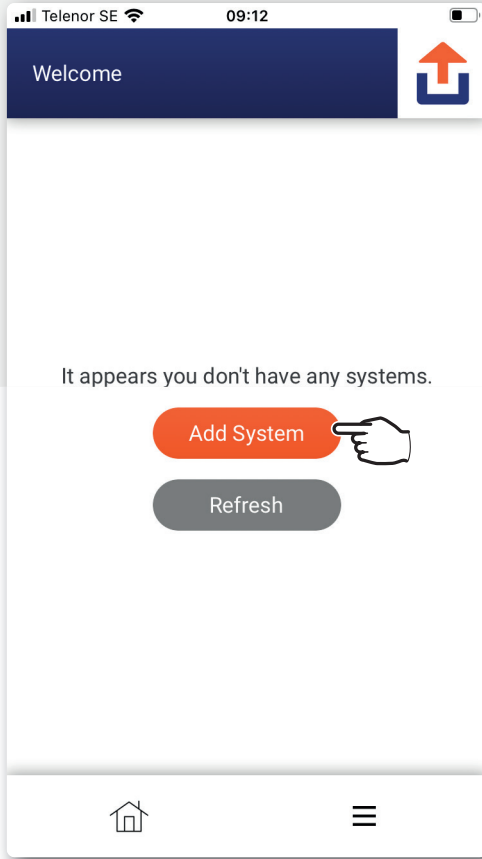 Telenor SE 09:12
Welcome
It appears you don't have any systems.
Add System
Refresh